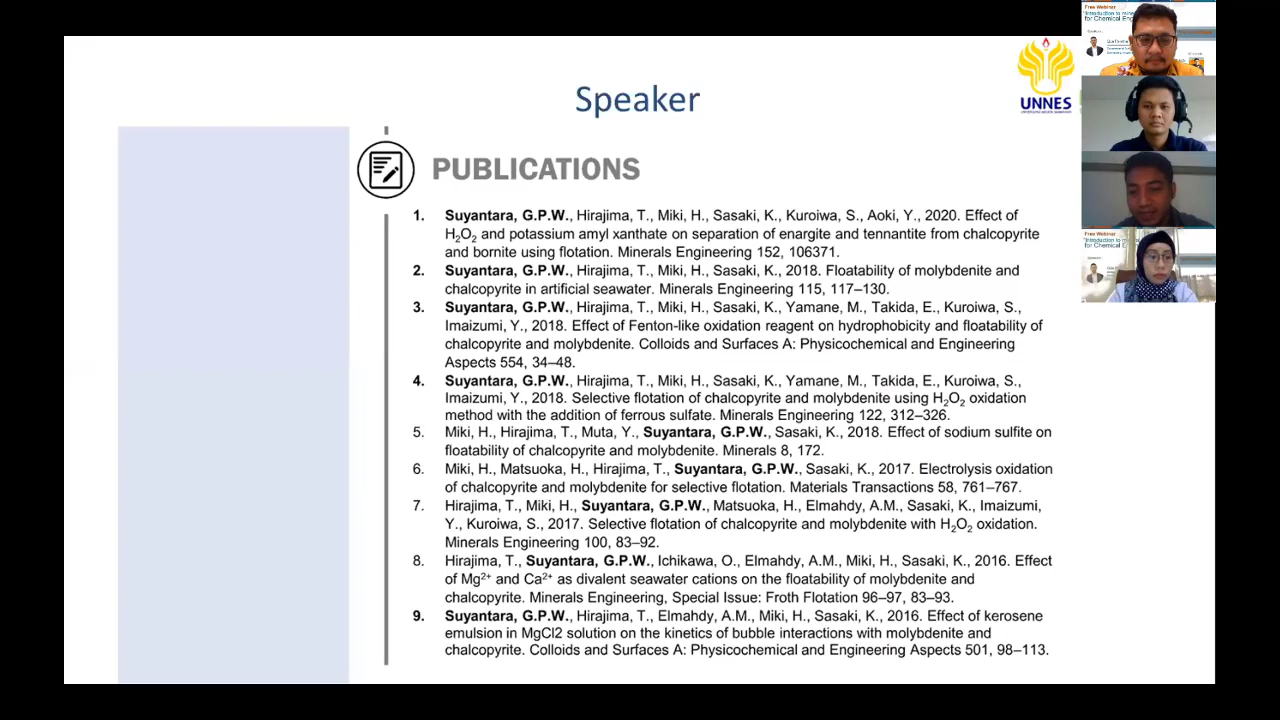 Speaker
UNNES
PUBLICATIONS
1. Suyantara, G.P.W., Hirajima, T., Miki, H., Sasaki, K., Kuroiwa, S., Aoki, Y., 2020. Effect of
H₂O₂ and potassium amyl xanthate on separation of enargite and tennantite from chalcopyrite
and bornite using flotation. Minerals Engineering 152, 106371.
2. Suyantara, G.P.W., Hirajima, T., Miki, H., Sasaki, K., 2018. Floatability of molybdenite and
chalcopyrite in artificial seawater. Minerals Engineering 115, 117–130.
3. Suyantara, G.P.W., Hirajima, T., Miki, H., Sasaki, K., Yamane, M., Takida, E., Kuroiwa, S.,
Imaizumi, Y., 2018. Effect of Fenton-like oxidation reagent on hydrophobicity and floatability of
chalcopyrite and molybdenite. Colloids and Surfaces A: Physicochemical and Engineering
Aspects 554, 34–48.
4. Suyantara, G.P.W., Hirajima, T., Miki, H., Sasaki, K., Yamane, M., Takida, E., Kuroiwa, S.,
Imaizumi, Y., 2018. Selective flotation of chalcopyrite and molybdenite using H₂O₂ oxidation
method with the addition of ferrous sulfate. Minerals Engineering 122, 312–326.
5. Miki, H., Hirajima, T., Muta, Y., Suyantara, G.P.W., Sasaki, K., 2018. Effect of sodium sulfite on
floatability of chalcopyrite and molybdenite. Minerals 8, 172.
6. Miki, H., Matsuoka, H., Hirajima, T., Suyantara, G.P.W., Sasaki, K., 2017. Electrolysis oxidation
of chalcopyrite and molybdenite for selective flotation. Materials Transactions 58, 761–767.
7. Hirajima, T., Miki, H., Suyantara, G.P.W., Matsuoka, H., Elmahdy, A.M., Sasaki, K., Imaizumi,
Y., Kuroiwa, S., 2017. Selective flotation of chalcopyrite and molybdenite with H₂O₂ oxidation.
Minerals Engineering 100, 83–92.
8. Hirajima, T., Suyantara, G.P.W., Ichikawa, O., Elmahdy, A.M., Miki, H., Sasaki, K., 2016. Effect
of Mg²⁺ and Ca²⁺ as divalent seawater cations on the floatability of molybdenite and
chalcopyrite. Minerals Engineering, Special Issue: Froth Flotation 96–97, 83–93.
9. Suyantara, G.P.W., Hirajima, T., Elmahdy, A.M., Miki, H., Sasaki, K., 2016. Effect of kerosene
emulsion in MgCl2 solution on the kinetics of bubble interactions with molybdenite and
chalcopyrite. Colloids and Surfaces A: Physicochemical and Engineering Aspects 501, 98–113.
Free Webinar
"Introduction to
for Chemical
Free Webinar
"Introduction to
for Chemical